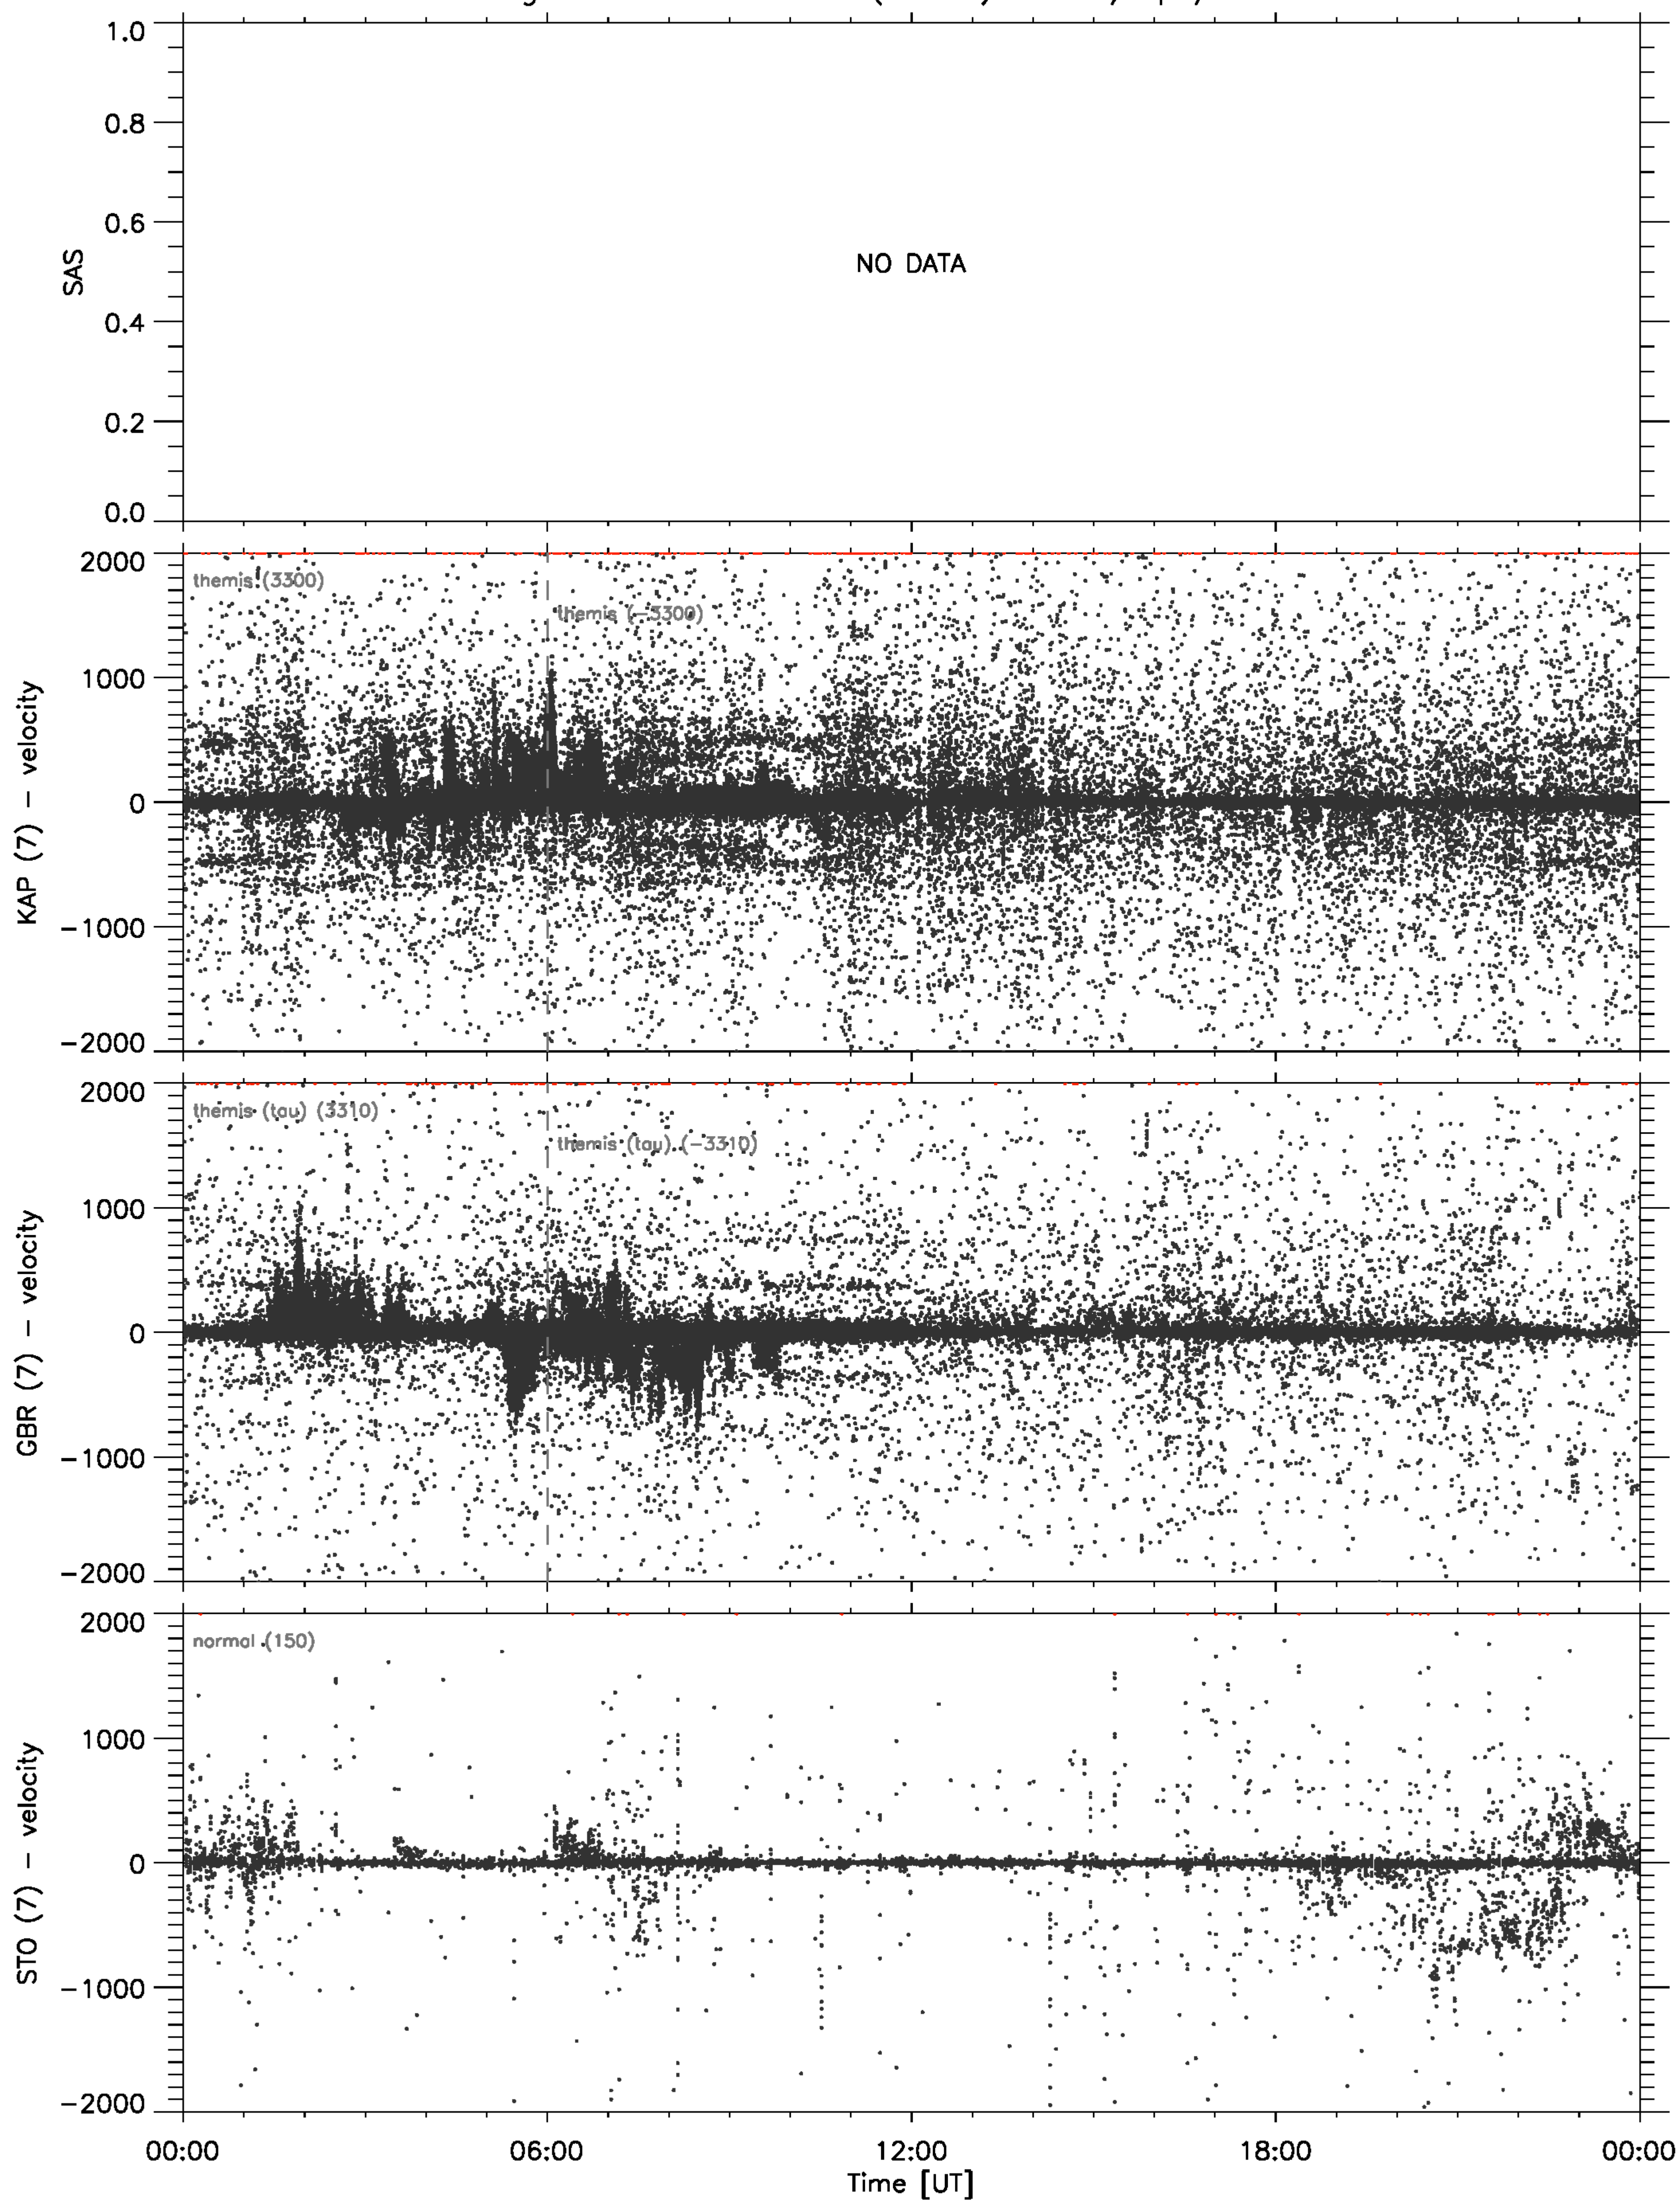 1.0
0.8
0.6
0.4
0.2
0.0
SAS
NO DATA
2000
1000
0
−1000
−2000
KAP (7) − velocity
themis (3300)
themis (−3300)
2000
1000
0
−1000
−2000
GBR (7) − velocity
themis (tau) (3310)
themis (tau) (−3310)
2000
1000
0
−1000
−2000
STO (7) − velocity
normal (150)
00:00 06:00 12:00 18:00 00:00
Time [UT]